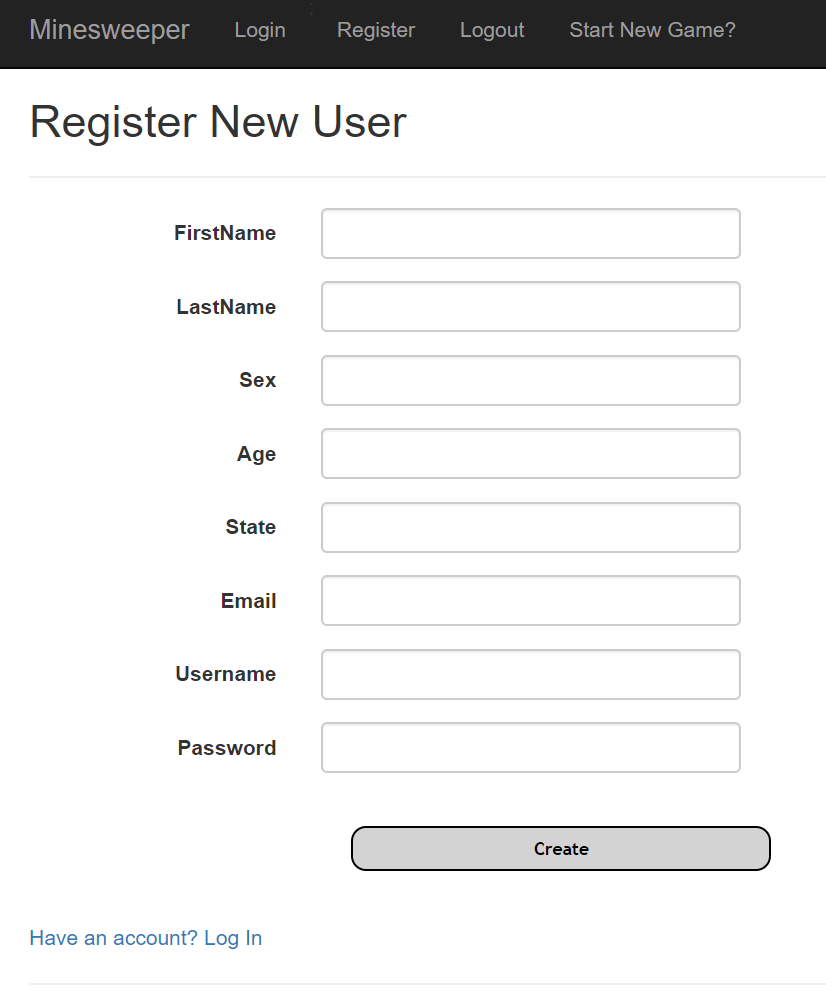 Minesweeper Login Register Logout Start New Game?
Register New User
FirstName
LastName
Sex
Age
State
Email
Username
Password
Create
Have an account? Log In